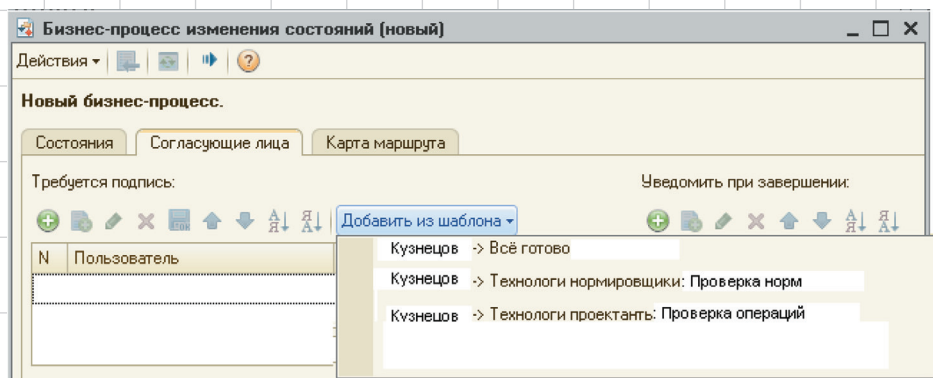 Бизнес-процесс изменения состояний (новый)
Действия
Новый бизнес-процесс.
Состояния Согласующие лица Карта маршрута
Требуется подпись: Уведомить при завершении:
Добавить из шаблона
N Пользователь
Кузнецов -> Всё готово
Кузнецов -> Технологи нормировщики: Проверка норм
Кузнецов -> Технологи проектанть: Проверка операций